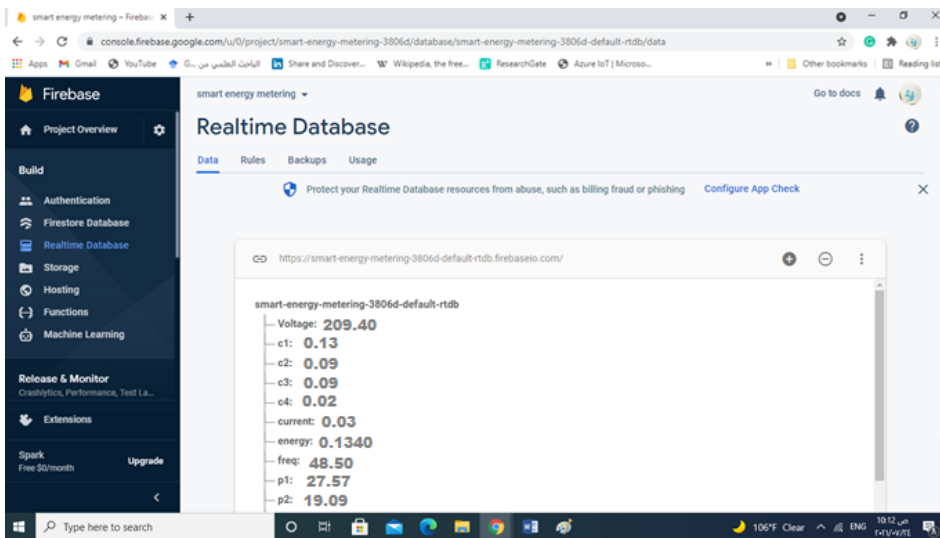 smart energy metering – Firebas
console.firebase.google.com/u/0/project/smart-energy-metering-3806d/database/smart-energy-metering-3806d-default-rtdb/data
Apps Gmail YouTube الباحث العلمي من ...G Share and Discover... Wikipedia, the free... ResearchGate Azure IoT | Microso... » Other bookmarks Reading list
Firebase
smart energy metering
Go to docs
Project Overview
Realtime Database
Data Rules Backups Usage
Build
Protect your Realtime Database resources from abuse, such as billing fraud or phishing Configure App Check
Authentication
Firestore Database
Realtime Database
Storage
Hosting
Functions
Machine Learning
https://smart-energy-metering-3806d-default-rtdb.firebaseio.com/
smart-energy-metering-3806d-default-rtdb
Voltage: 209.40
c1: 0.13
c2: 0.09
c3: 0.09
c4: 0.02
current: 0.03
energy: 0.1340
freq: 48.50
p1: 27.57
p2: 19.09
Release & Monitor
Crashlytics, Performance, Test La...
Extensions
Spark
Free $0/month
Upgrade
Type here to search
106°F Clear
ENG
10:12 ص